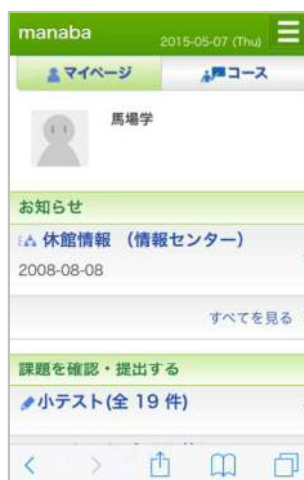 manaba
2015-05-07 (Thu)
マイページ
コース
馬場学
お知らせ
休館情報 （情報センター）
2008-08-08
すべてを見る
課題を確認・提出する
小テスト(全 19 件)